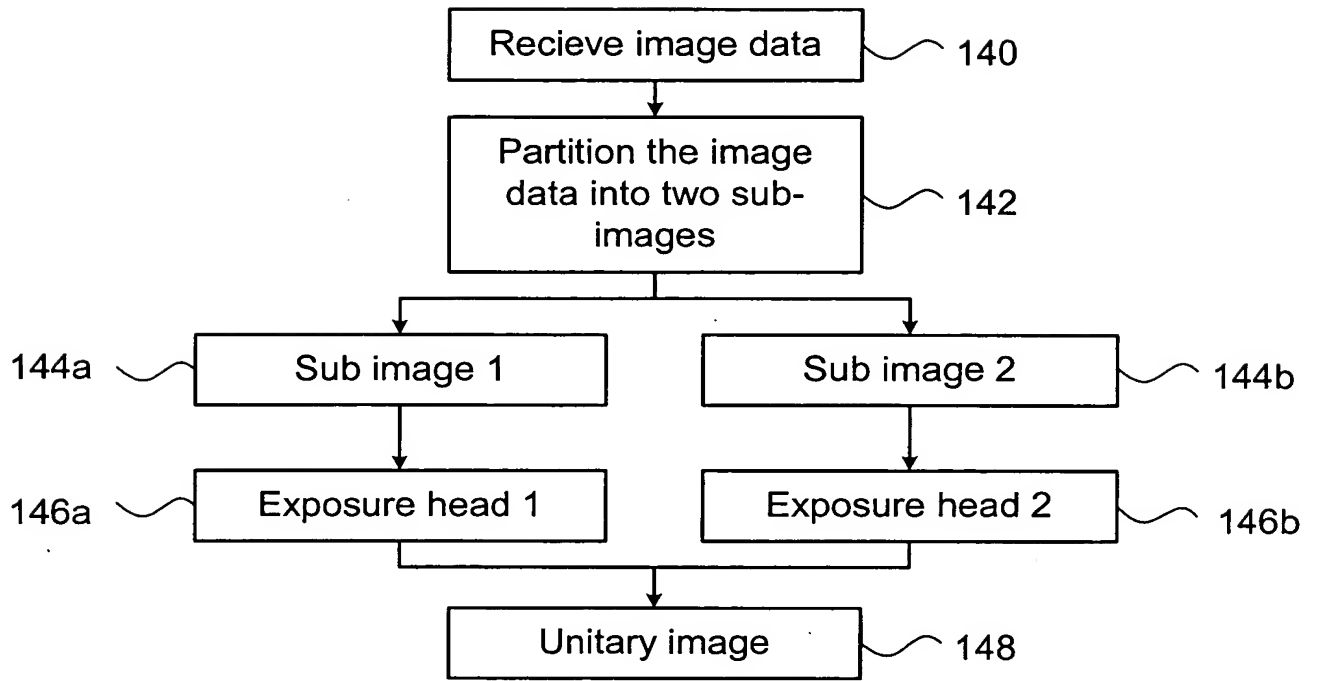 Recieve image data
140
Partition the image
data into two sub-
images
142
144a
Sub image 1
Sub image 2
144b
146a
Exposure head 1
Exposure head 2
146b
Unitary image
148